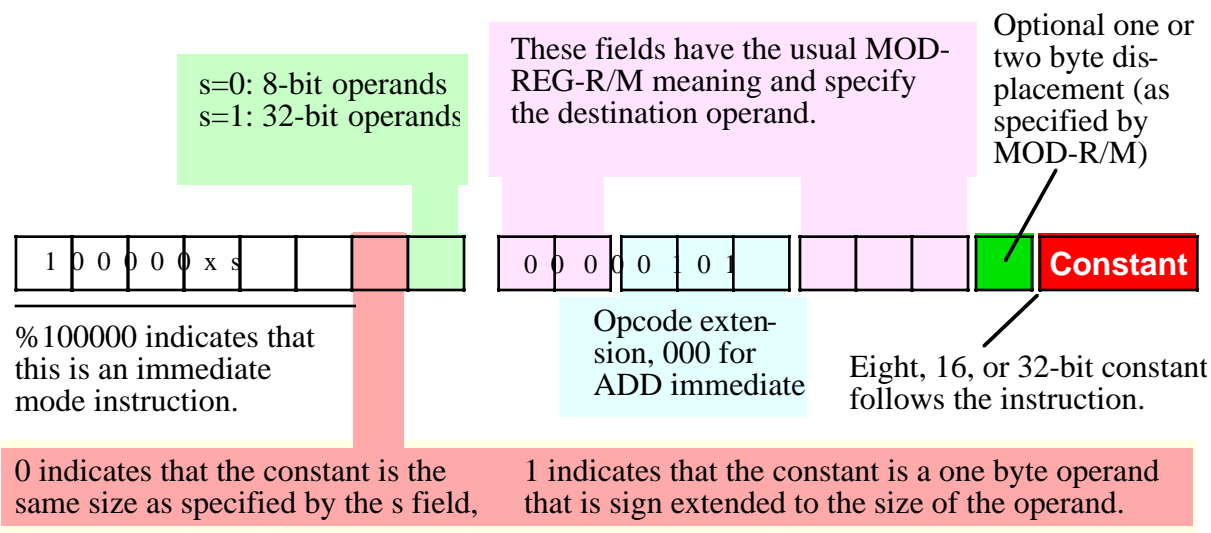 s=0: 8-bit operands
s=1: 32-bit operands
These fields have the usual MOD-
REG-R/M meaning and specify
the destination operand.
Optional one or
two byte dis-
placement (as
specified by
MOD-R/M)
1 0 0 0 0 0 x s
0 0 0 0 0 1 0 1
Constant
%100000 indicates that
this is an immediate
mode instruction.
Opcode exten-
sion, 000 for
ADD immediate
Eight, 16, or 32-bit constant
follows the instruction.
0 indicates that the constant is the
same size as specified by the s field,
1 indicates that the constant is a one byte operand
that is sign extended to the size of the operand.